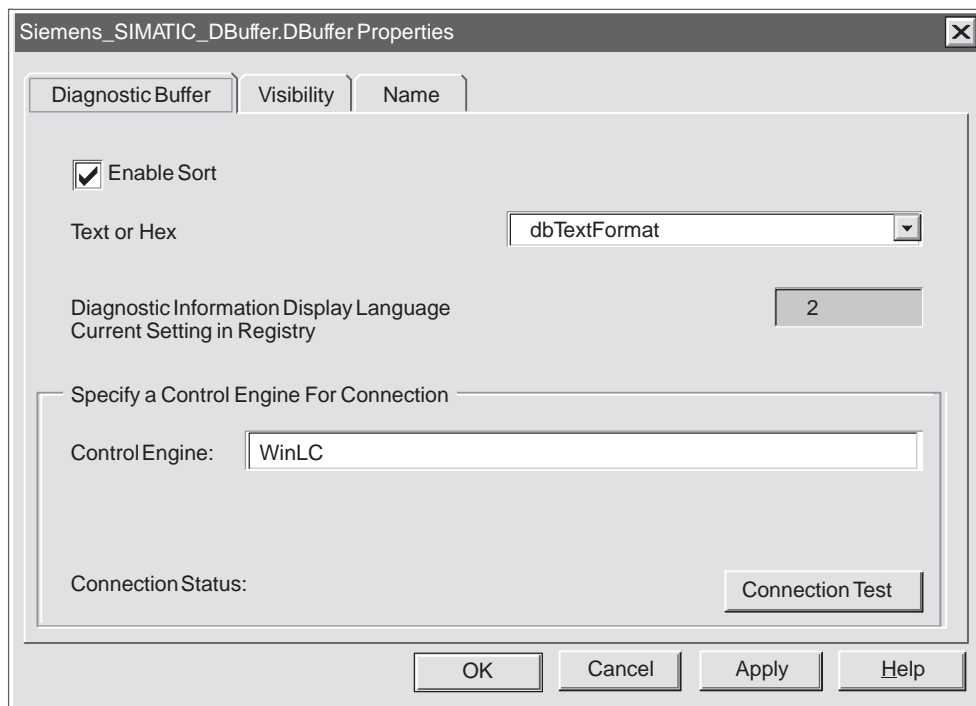 Siemens_SIMATIC_DBuffer.DBuffer Properties
Diagnostic Buffer
Visibility
Name
Enable Sort
Text or Hex
dbTextFormat
Diagnostic Information Display Language
Current Setting in Registry
2
Specify a Control Engine For Connection
Control Engine:
WinLC
Connection Status:
Connection Test
OK
Cancel
Apply
Help